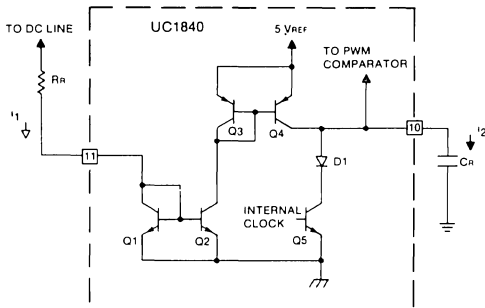 TO DC LINE
UC1840
5 VREF
TO PWM
COMPARATOR
RR
I1
Q3
Q4
10
I2
11
D1
CR
INTERNAL
CLOCK
Q1
Q2
Q5